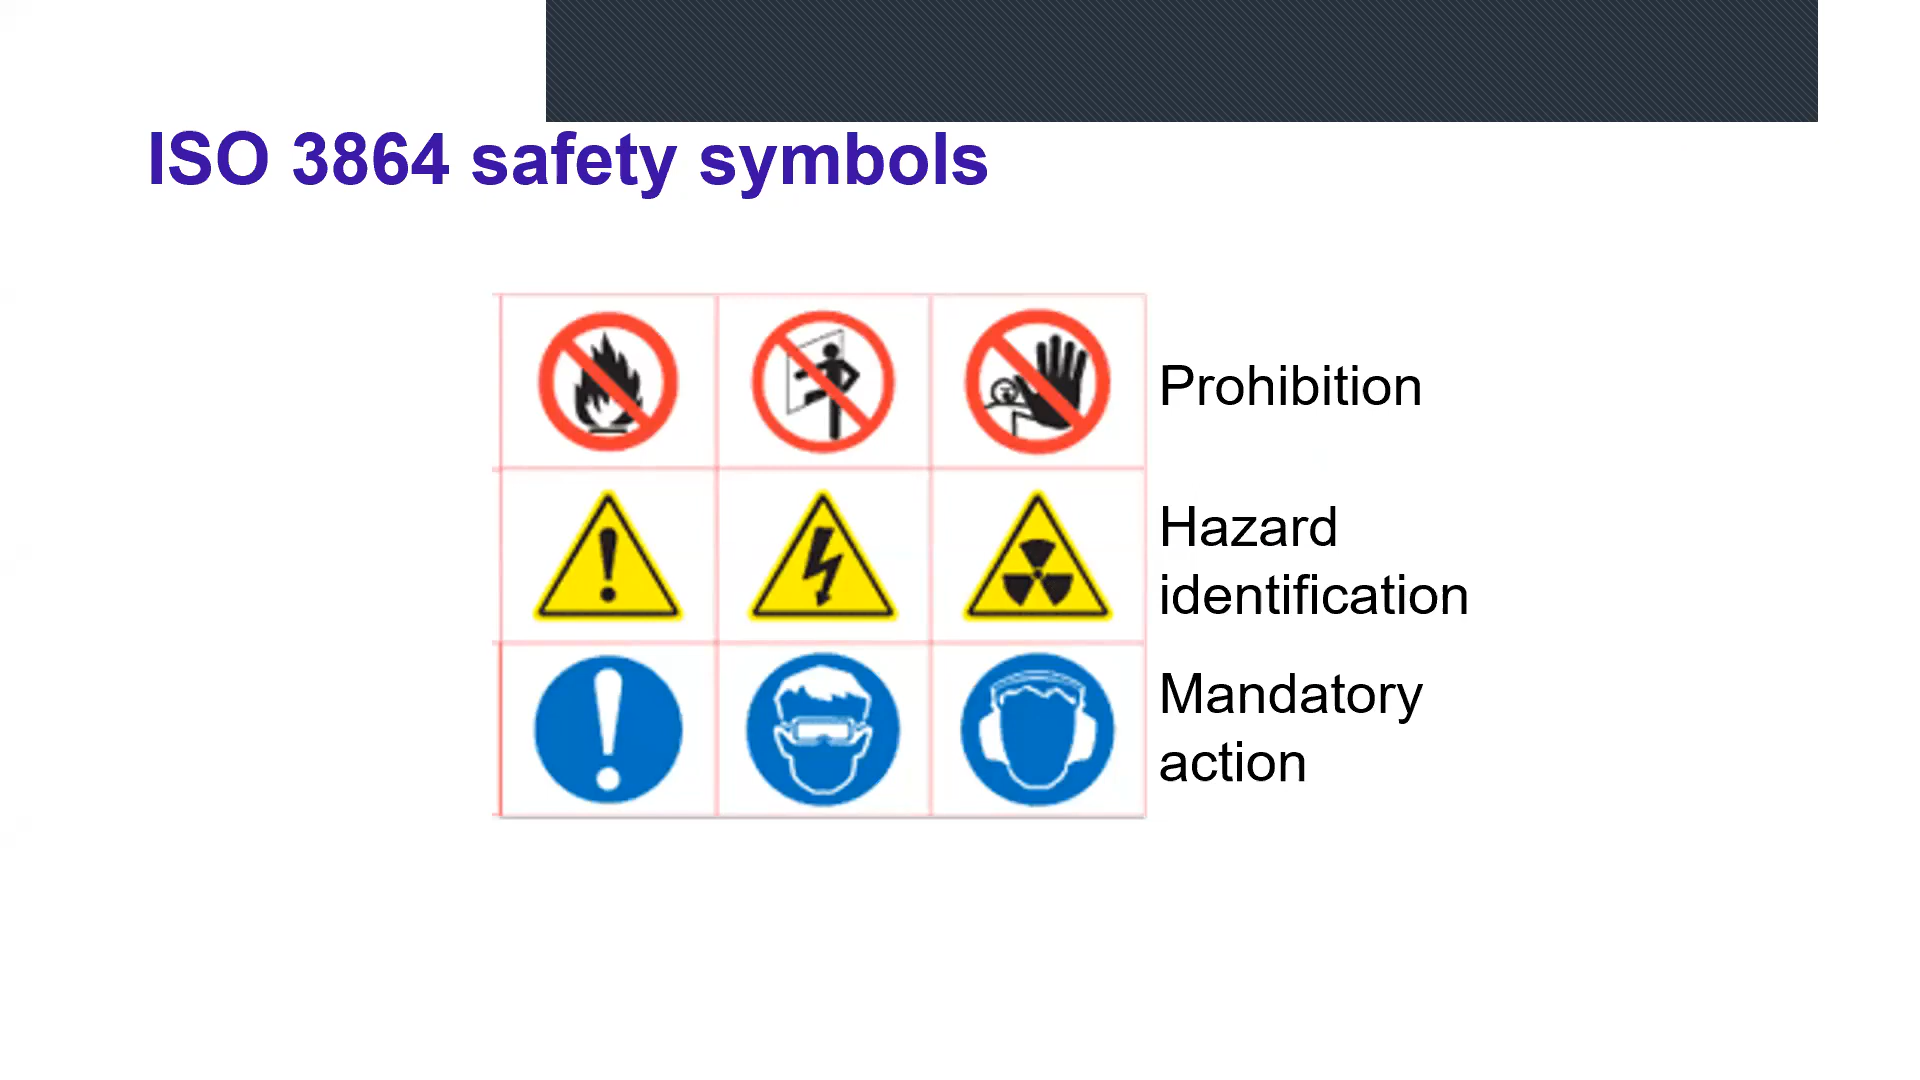 ISO 3864 safety symbols
Prohibition
Hazard
identification
Mandatory
action